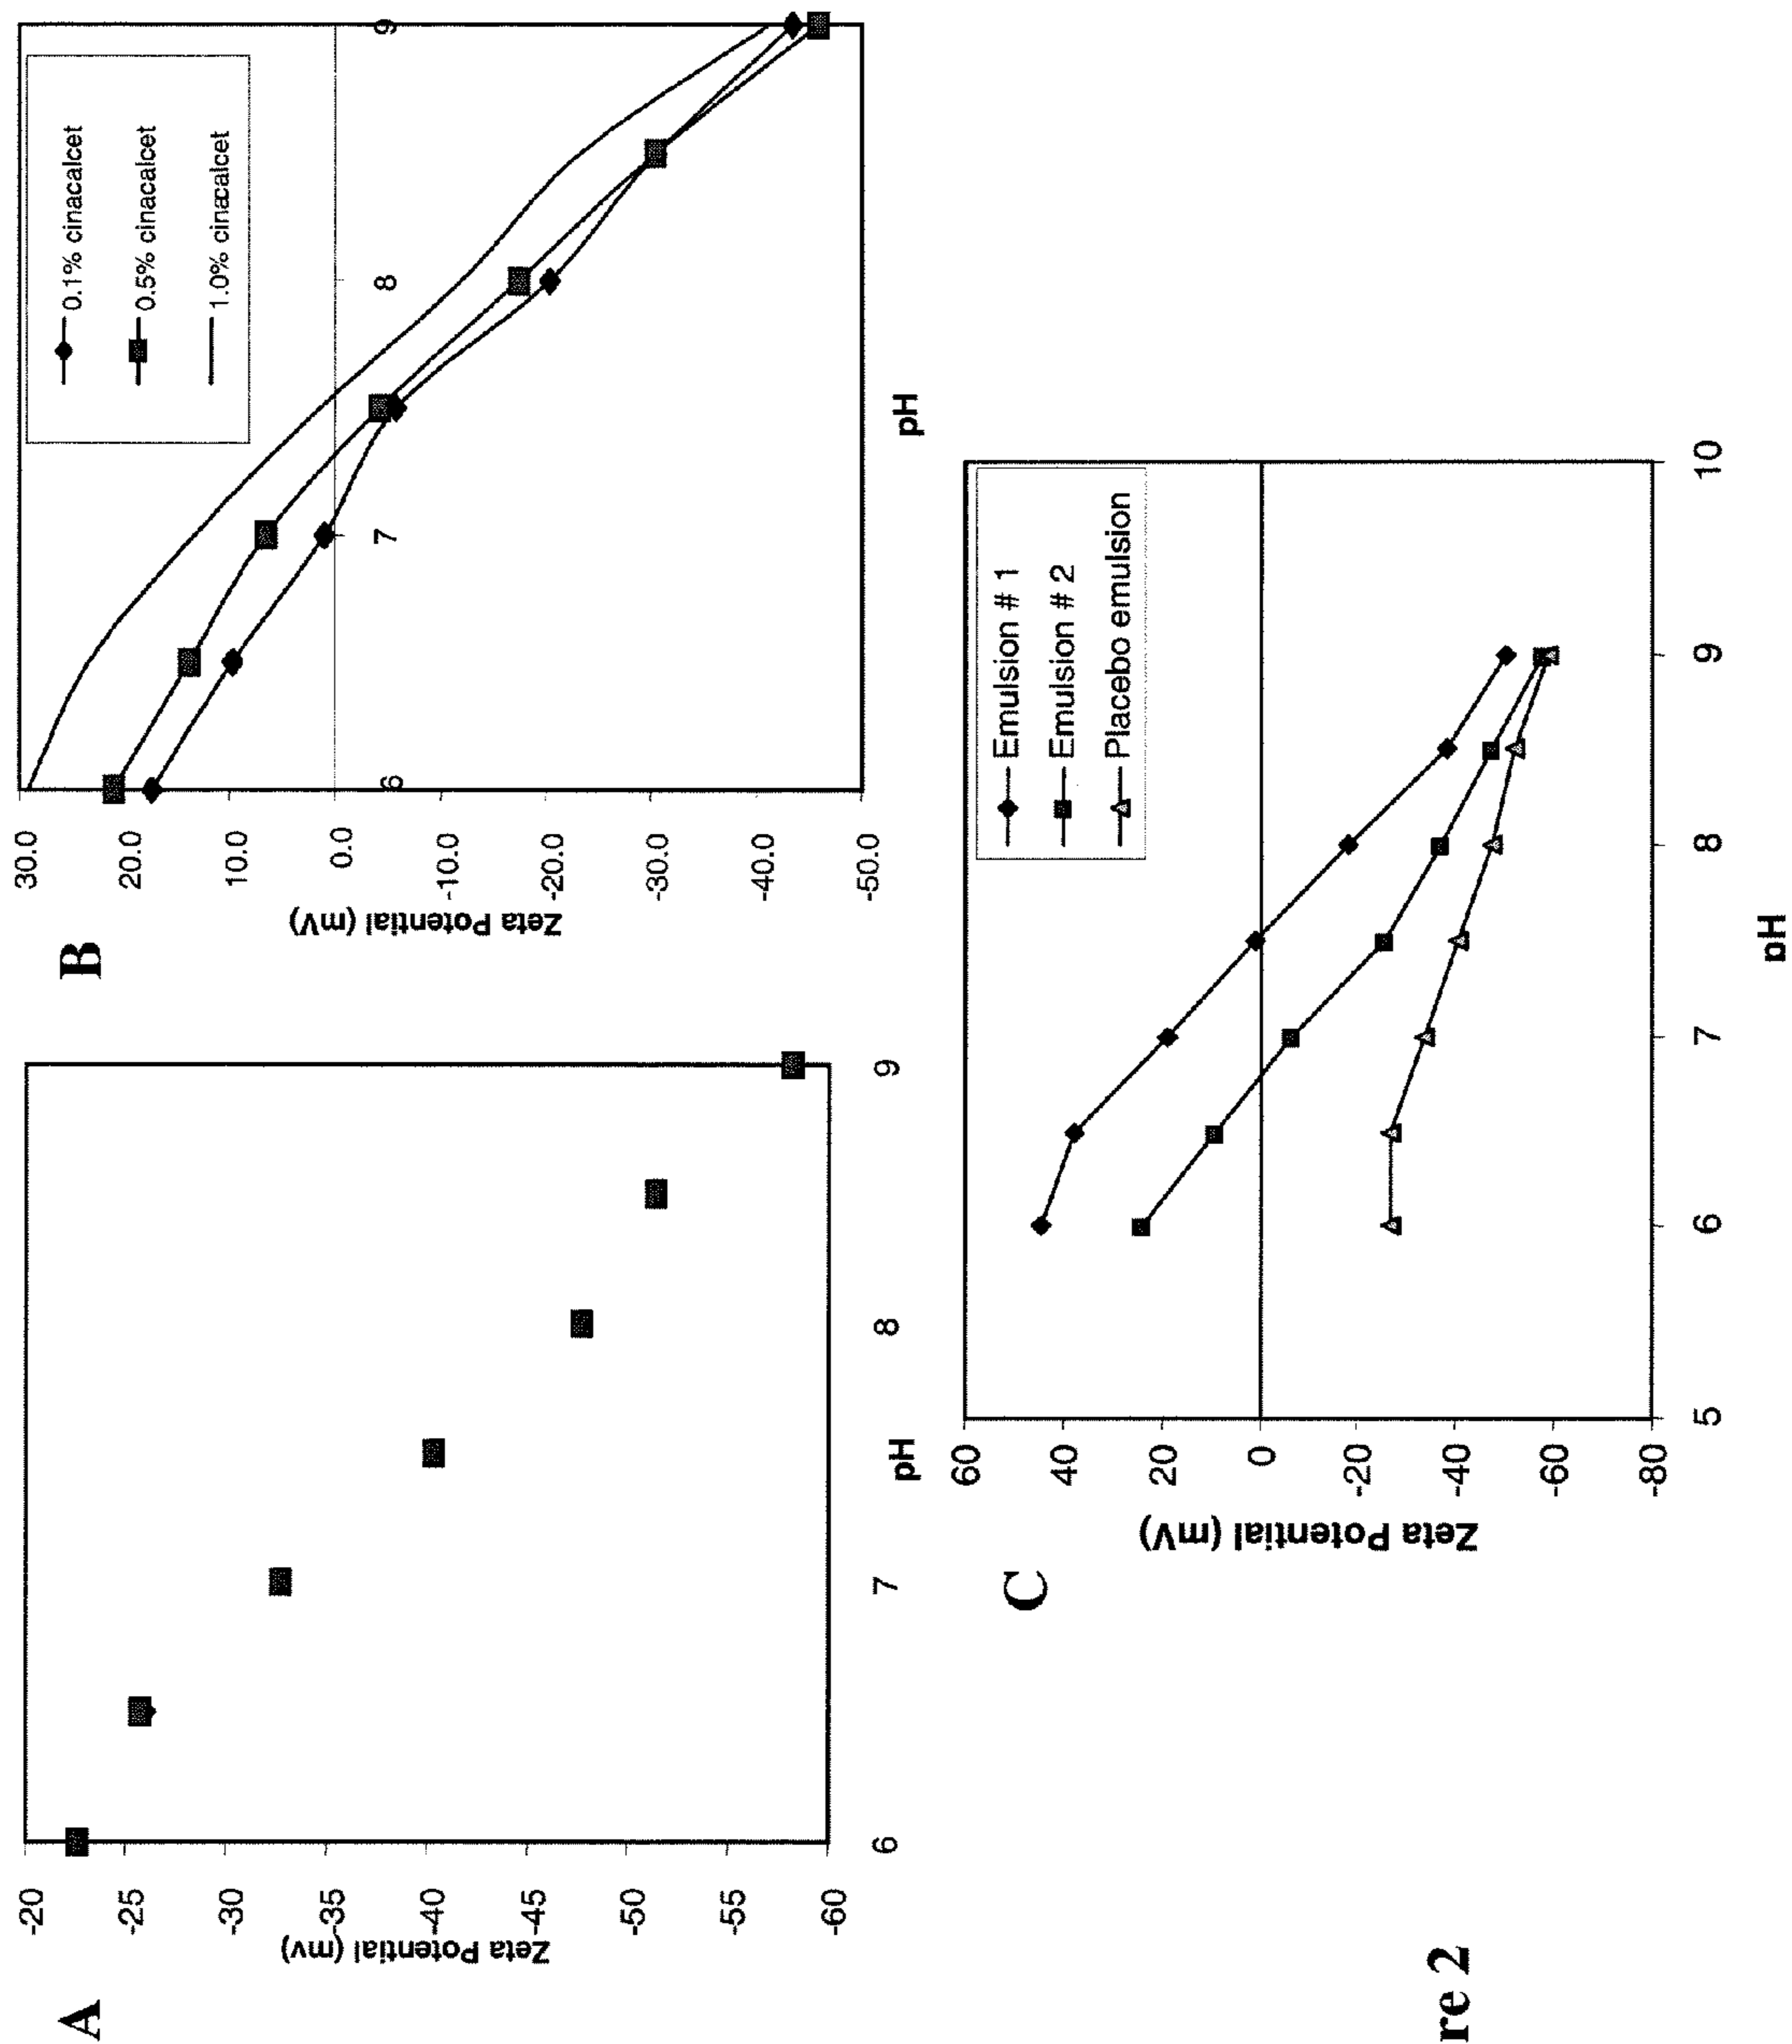 A
Zeta Potential (mv)
-20
-25
-30
-35
-40
-45
-50
-55
-60
6
7
8
9
pH
B
Zeta Potential (mV)
30.0
20.0
10.0
0.0
-10.0
-20.0
-30.0
-40.0
-50.0
6
7
8
9
pH
0.1% cinacalcet
0.5% cinacalcet
1.0% cinacalcet
C
Zeta Potential (mV)
60
40
20
0
-20
-40
-60
-80
5
6
7
8
9
10
pH
Emulsion # 1
Emulsion # 2
Placebo emulsion
re 2